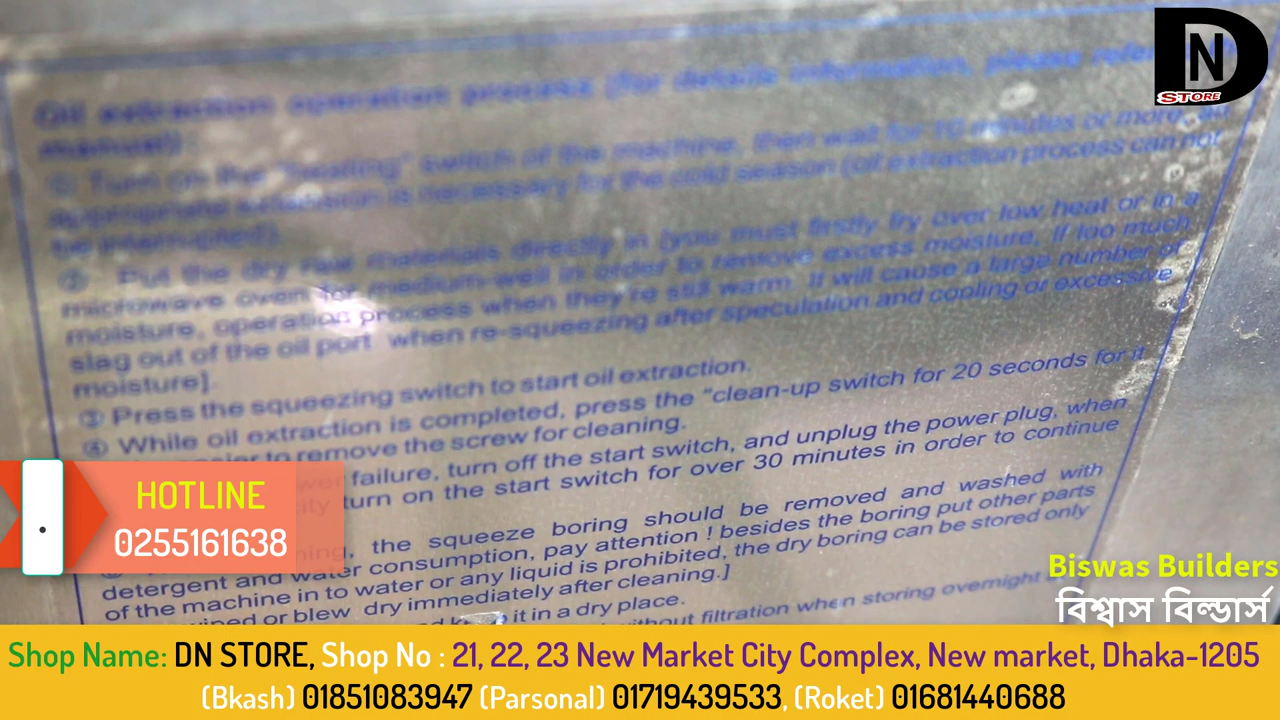 DN
STORE
Oil extraction operation process (for details information, please refer
manual):
① Turn on the "heating" switch of the machine, then wait for 10 minutes or more, an
appropriate extension is necessary for the cold season (oil extraction process can not
be interrupted).
② Put the dry raw materials directly in [you must firstly fry over low heat or in a
microwave oven for medium-well in order to remove excess moisture, If too much
moisture, operation process when they're still warm. It will cause a large number of
slag out of the oil port when re-squeezing after speculation and cooling or excessive
moisture].
③ Press the squeezing switch to start oil extraction.
④ While oil extraction is completed, press the "clean-up switch for 20 seconds for it
to remove the screw for cleaning.
failure, turn off the start switch, and unplug the power plug, when
turn on the start switch for over 30 minutes in order to continue
the squeeze boring should be removed and washed with
detergent and water consumption, pay attention ! besides the boring put other parts
of the machine in to water or any liquid is prohibited, the dry boring can be stored only
or blew dry immediately after cleaning.]
it in a dry place.
without filtration when storing overnight
HOTLINE
0255161638
Biswas Builders
বিশ্বাস বিল্ডার্স
Shop Name: DN STORE, Shop No : 21, 22, 23 New Market City Complex, New market, Dhaka-1205
(Bkash) 01851083947 (Parsonal) 01719439533, (Roket) 01681440688